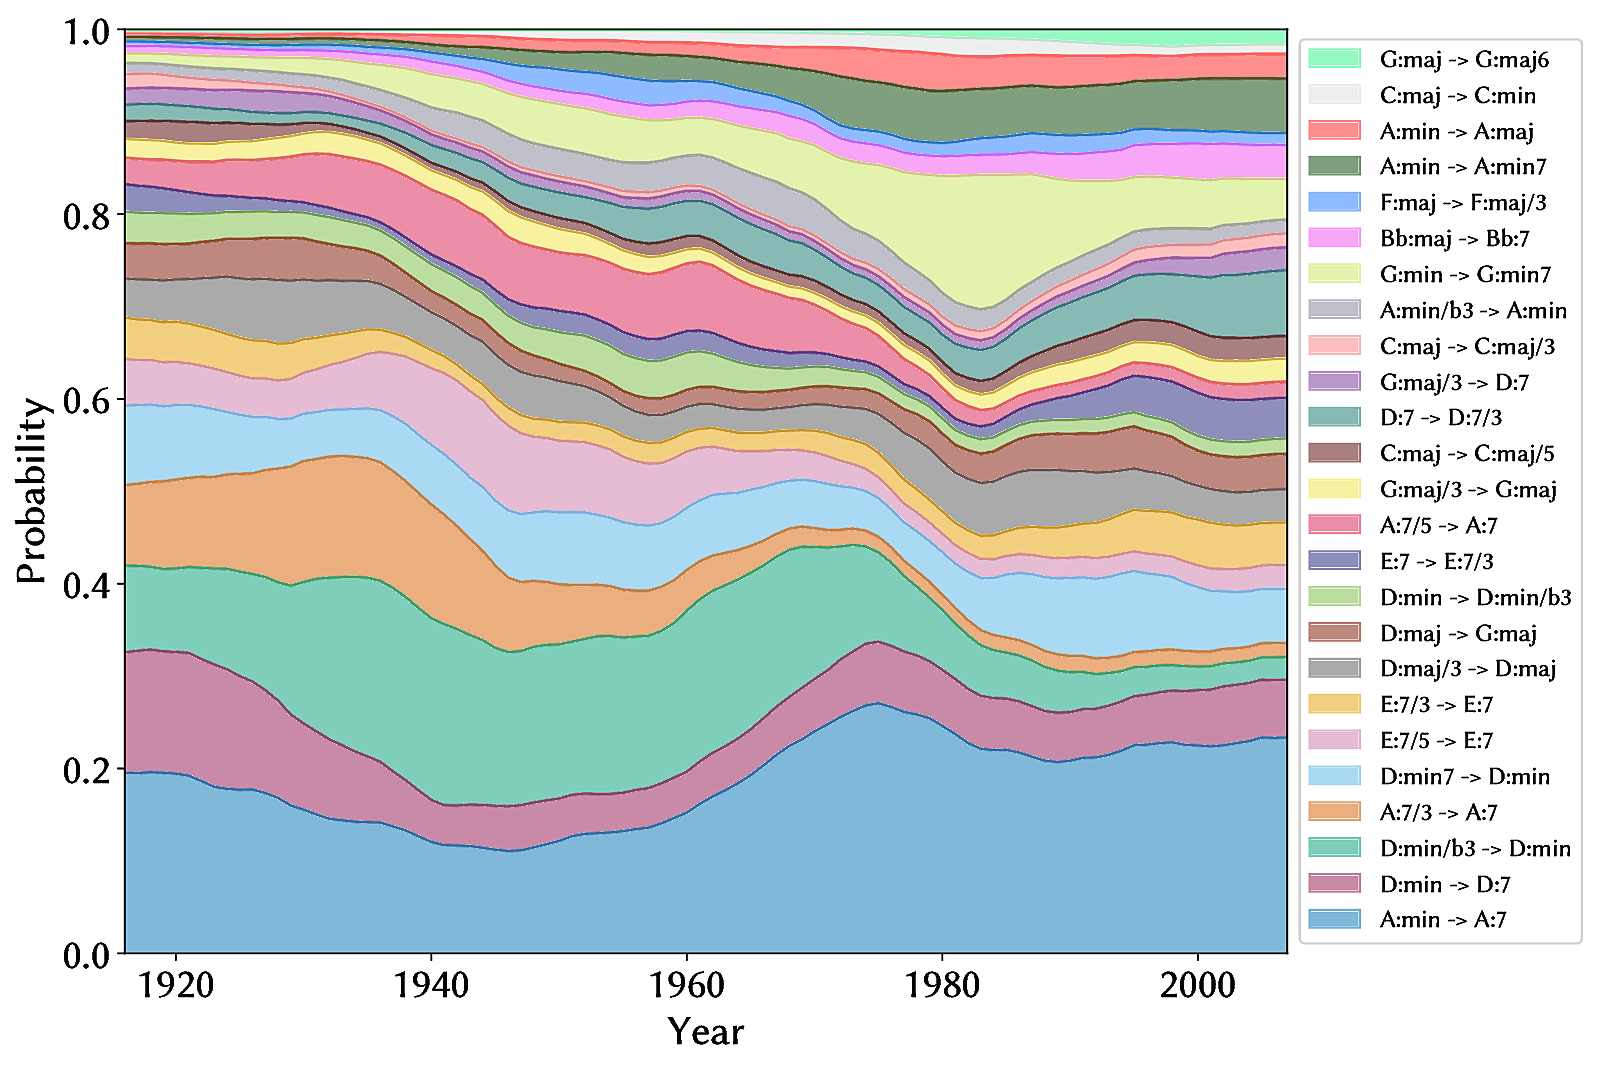 1.0
0.8
0.6
0.4
0.2
0.0
Probability
1920
1940
1960
1980
2000
Year
G:maj -> G:maj6
C:maj -> C:min
A:min -> A:maj
A:min -> A:min7
F:maj -> F:maj/3
Bb:maj -> Bb:7
G:min -> G:min7
A:min/b3 -> A:min
C:maj -> C:maj/3
G:maj/3 -> D:7
D:7 -> D:7/3
C:maj -> C:maj/5
G:maj/3 -> G:maj
A:7/5 -> A:7
E:7 -> E:7/3
D:min -> D:min/b3
D:maj -> G:maj
D:maj/3 -> D:maj
E:7/3 -> E:7
E:7/5 -> E:7
D:min7 -> D:min
A:7/3 -> A:7
D:min/b3 -> D:min
D:min -> D:7
A:min -> A:7